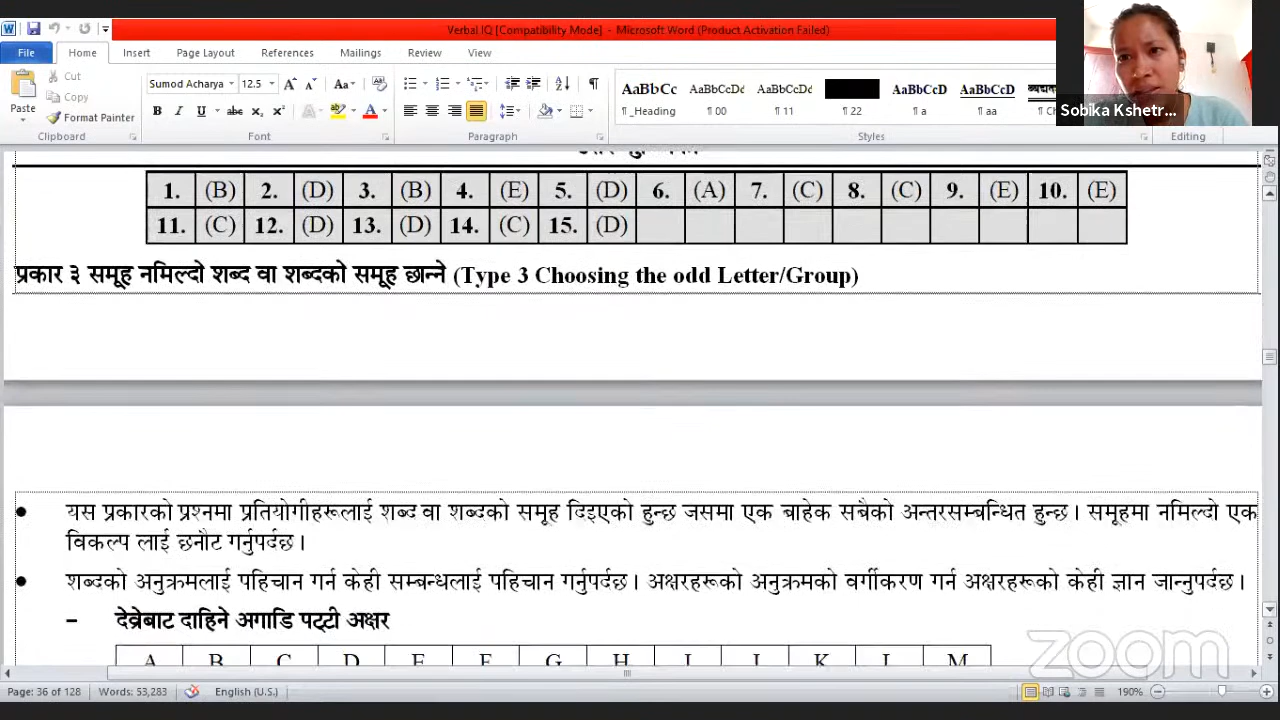 Verbal IQ [Compatibility Mode] - Microsoft Word (Product Activation Failed)
File Home Insert Page Layout References Mailings Review View
Paste Cut Copy Format Painter
Sumod Acharya 12.5
AaBbCc AaBbCcDd AaBbCcDd AaBbCcD AaBbCcD
¶ _Heading ¶ 00 ¶ 11 ¶ 22 ¶ a ¶ aa
Clipboard Font Paragraph Styles Editing
Sobika Kshetr...
1. (B) 2. (D) 3. (B) 4. (E) 5. (D) 6. (A) 7. (C) 8. (C) 9. (E) 10. (E)
11. (C) 12. (D) 13. (D) 14. (C) 15. (D)
प्रकार ३ समूह नमिल्दो शब्द वा शब्दको समूह छान्ने (Type 3 Choosing the odd Letter/Group)
• यस प्रकारको प्रश्नमा प्रतियोगीहरूलाई शब्द वा शब्दको समूह दिइएको हुन्छ जसमा एक बाहेक सबैको अन्तरसम्बन्धित हुन्छ। समूहमा नमिल्दो एक
विकल्प लाई छनौट गर्नुपर्दछ।
• शब्दको अनुक्रमलाई पहिचान गर्न केही सम्बन्धलाई पहिचान गर्नुपर्दछ। अक्षरहरूको अनुक्रमको वर्गीकरण गर्न अक्षरहरूको केही ज्ञान जान्नुपर्दछ।
– देव्रेबाट दाहिने अगाडि पट्टी अक्षर
A B C D E F G H I J K L M
zoom
Page: 36 of 128 Words: 53,283 English (U.S.) 190%